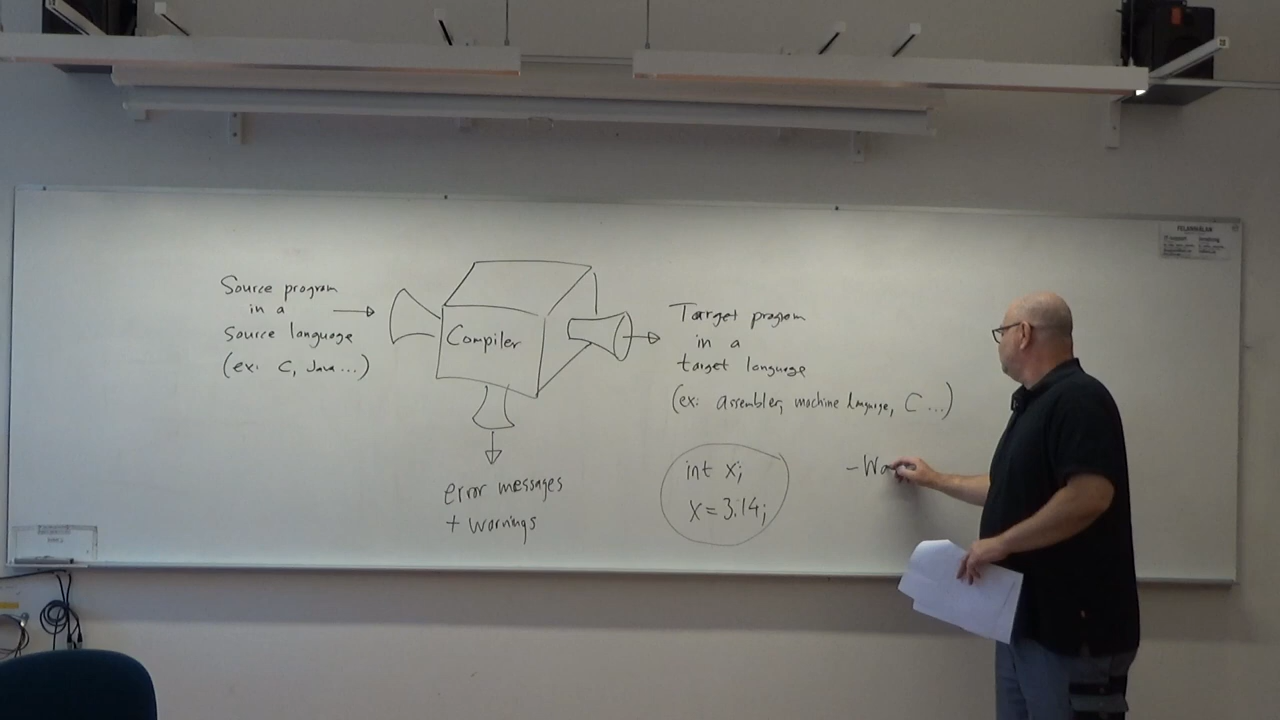 Source program
in a
Source language
(ex: C, Java ...)
Compiler
error messages
+ warnings
Target program
in a
target language
(ex: assembler, machine language, C ...)
int x;
x = 3.14;
-Wa